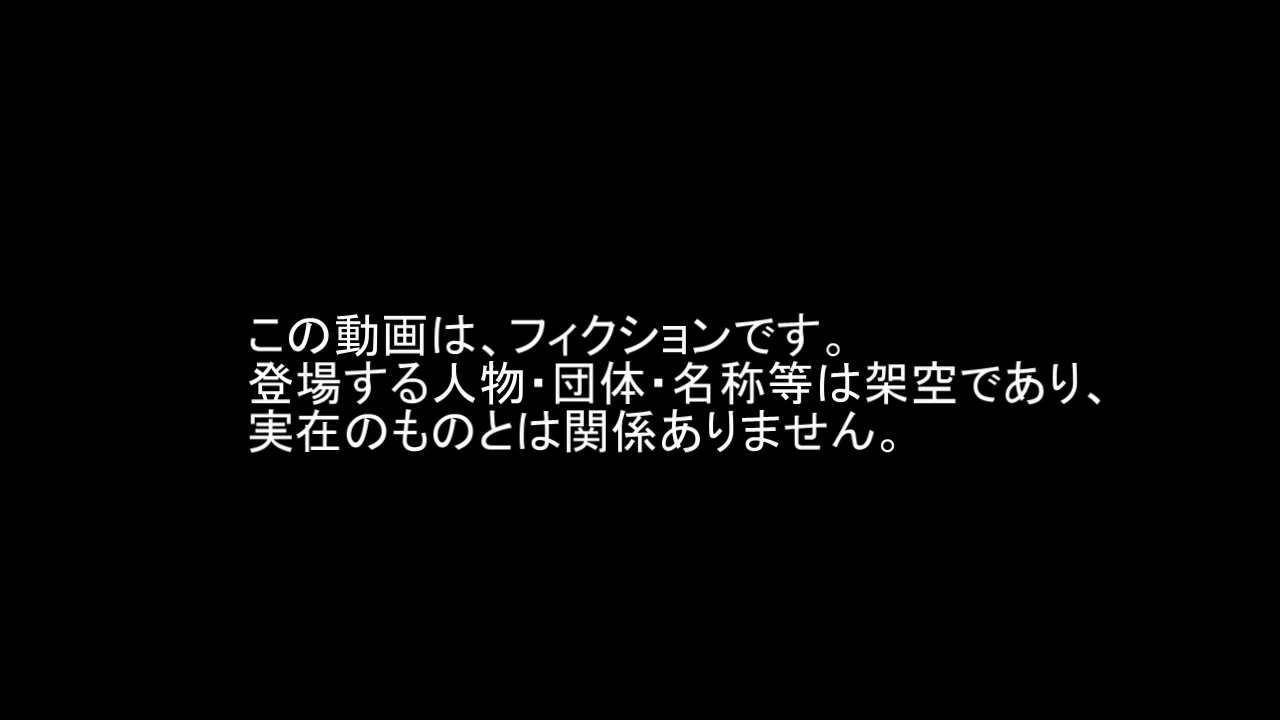 この動画は、フィクションです。
登場する人物・団体・名称等は架空であり、
実在のものとは関係ありません。